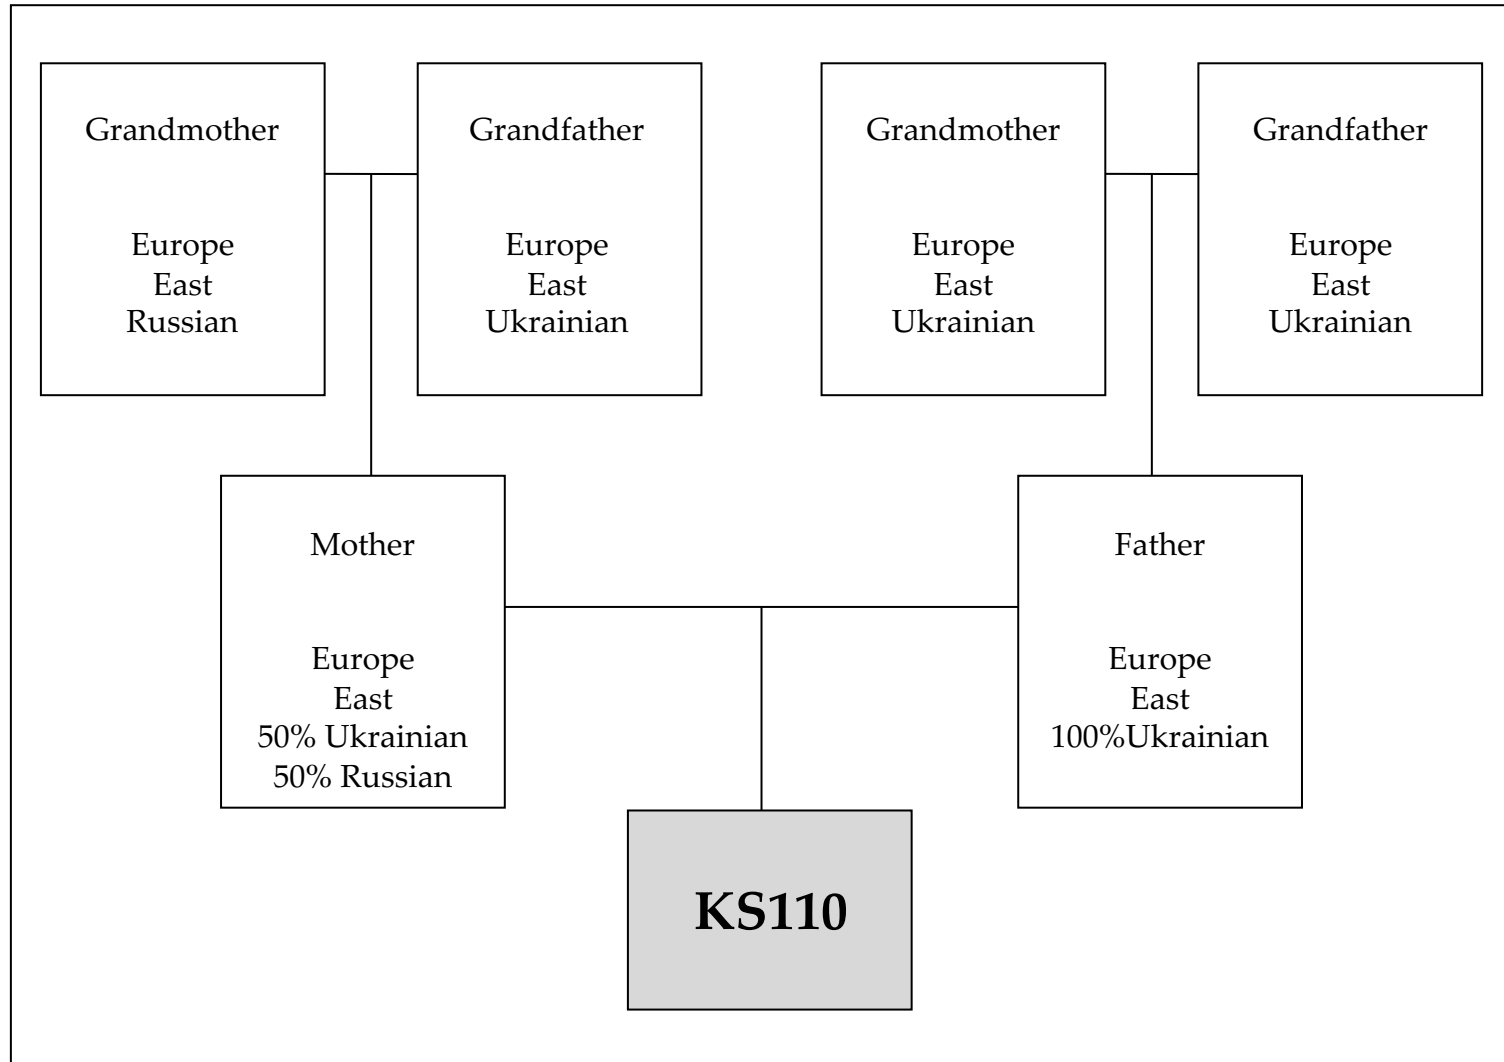 Grandmother
Europe
East
Russian
Grandfather
Europe
East
Ukrainian
Grandmother
Europe
East
Ukrainian
Grandfather
Europe
East
Ukrainian
Mother
Europe
East
50% Ukrainian
50% Russian
Father
Europe
East
100%Ukrainian
KS110